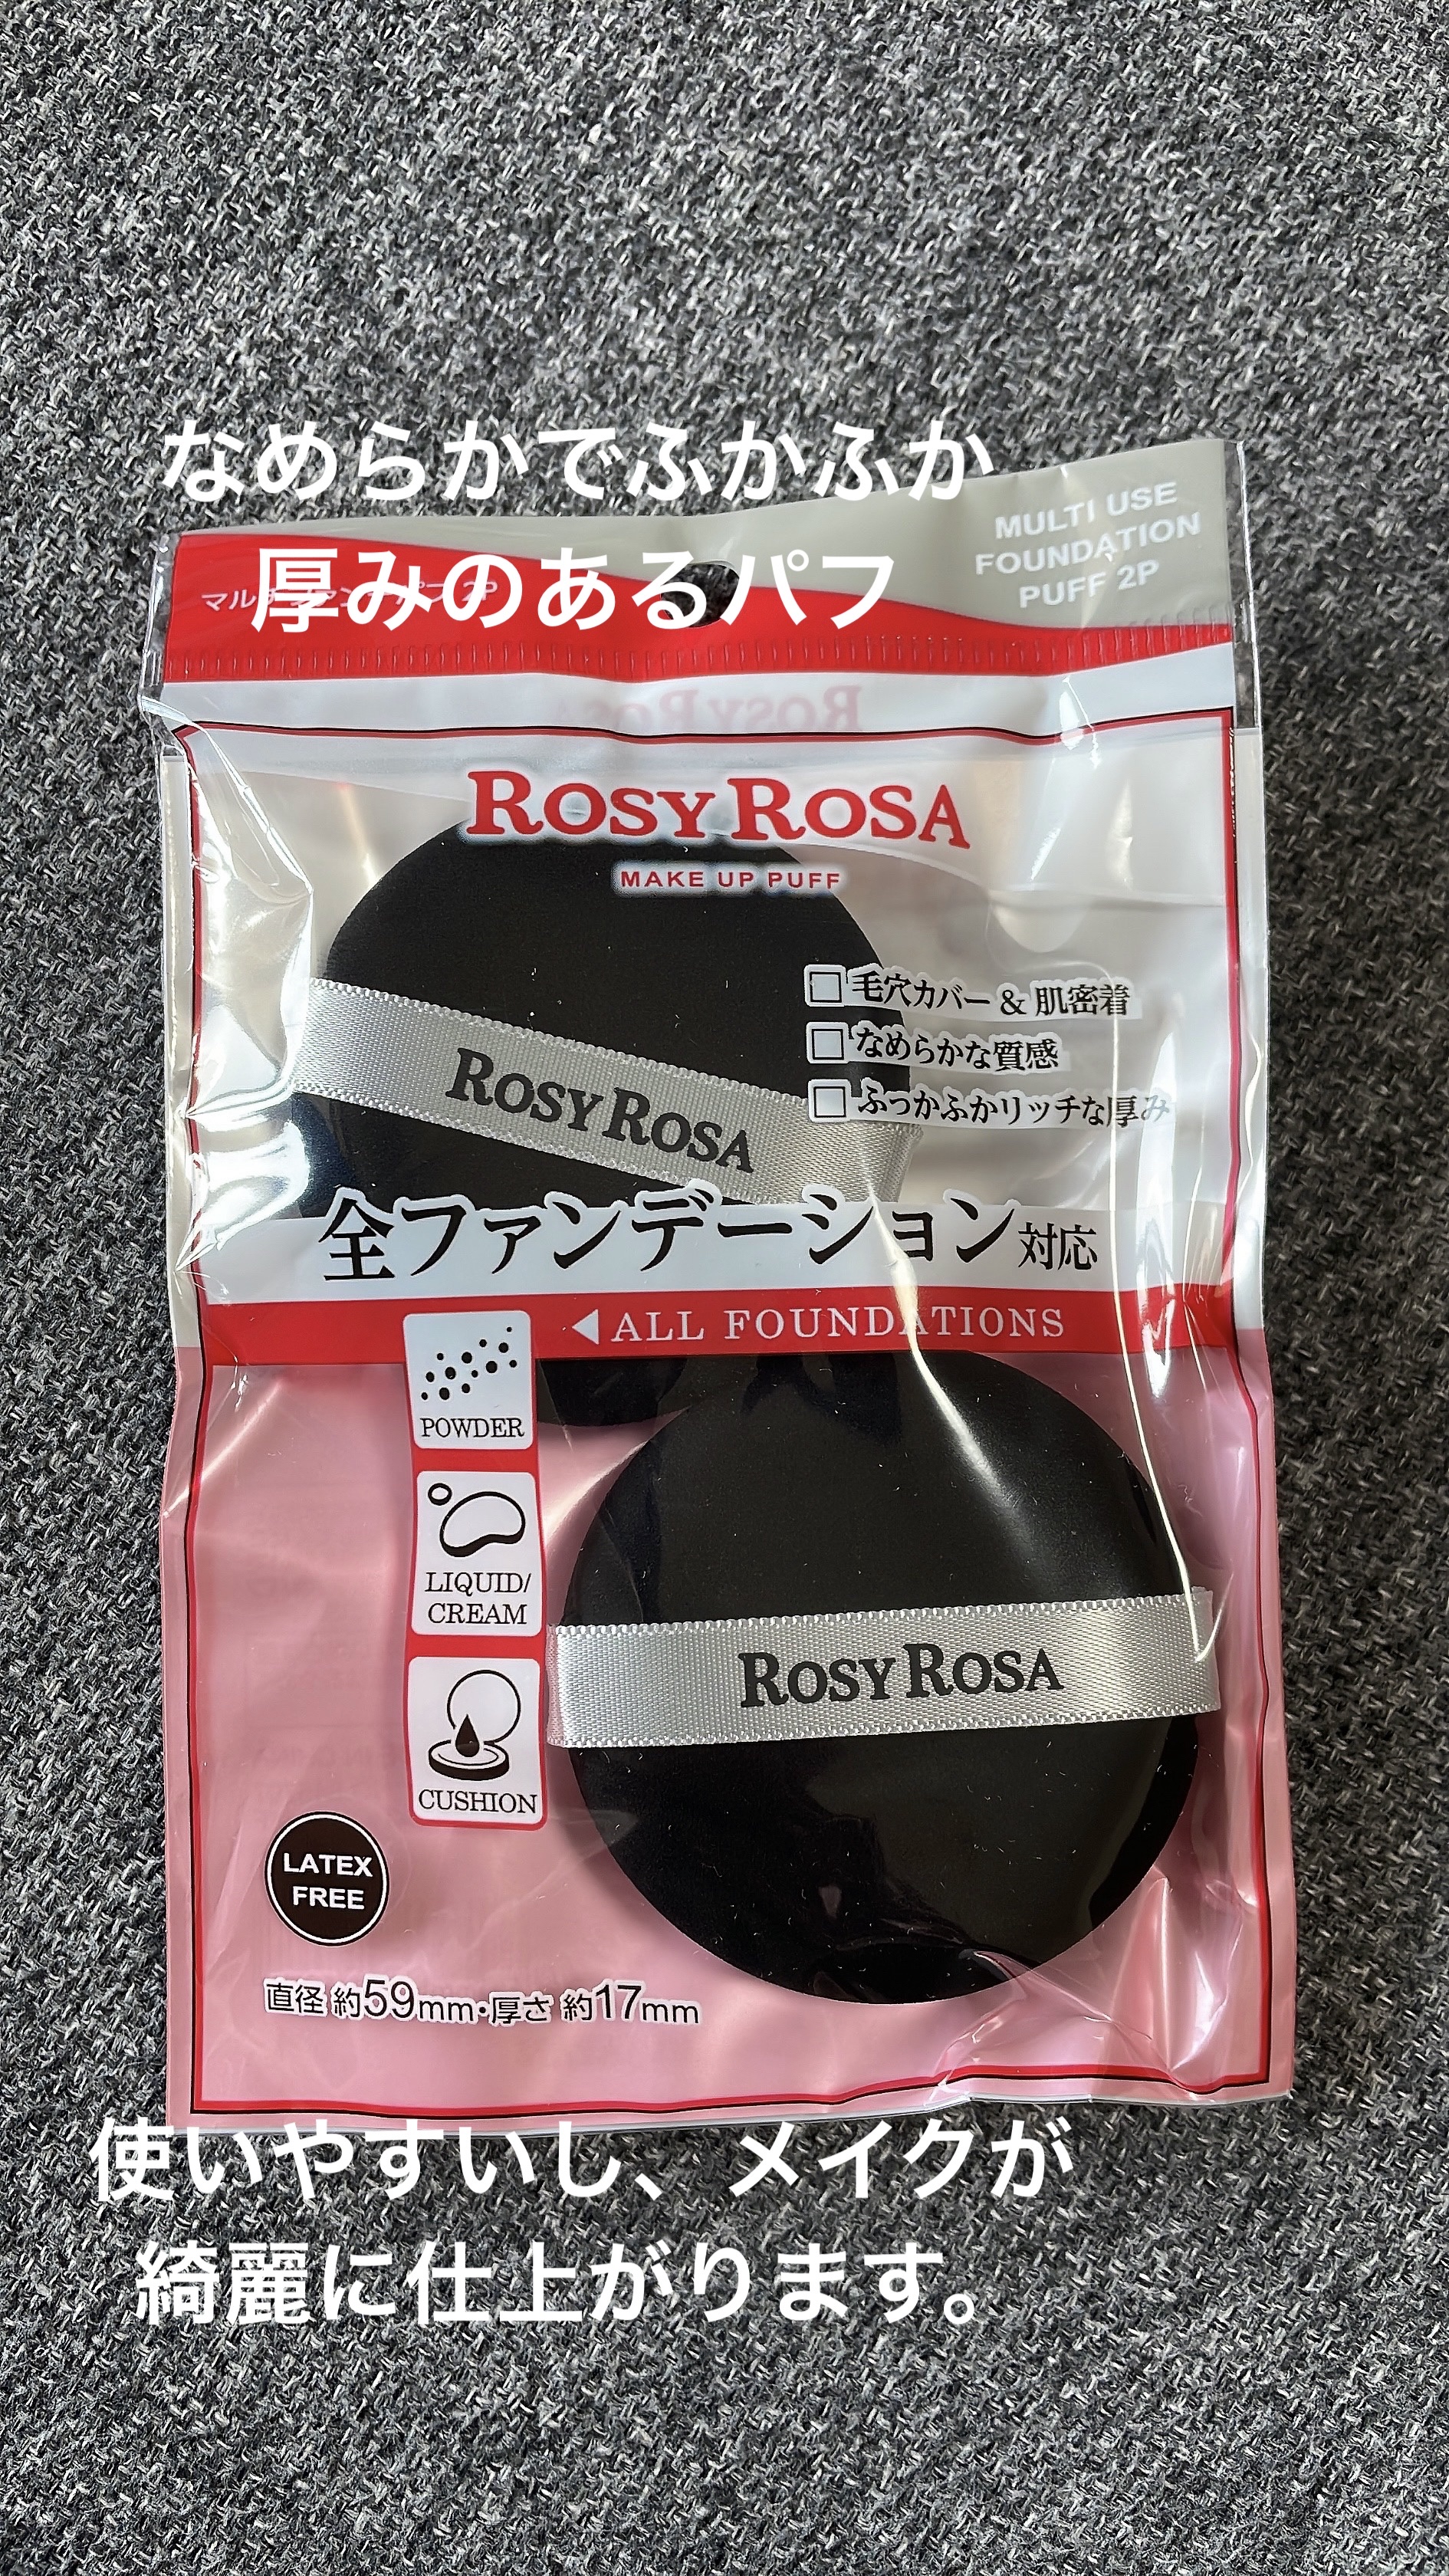 なめらかでふかふか
厚みのあるパフ
MULTI USE
FOUNDATION
PUFF 2P
ROSY ROSA
MAKE UP PUFF
毛穴カバー & 肌密着
なめらかな質感
ふっかふかリッチな厚み
ROSY ROSA
全ファンデーション対応
ALL FOUNDATIONS
POWDER
LIQUID/
CREAM
CUSHION
ROSY ROSA
LATEX
FREE
直径 約59mm・厚さ 約17mm
使いやすいし、メイクが
綺麗に仕上がります。